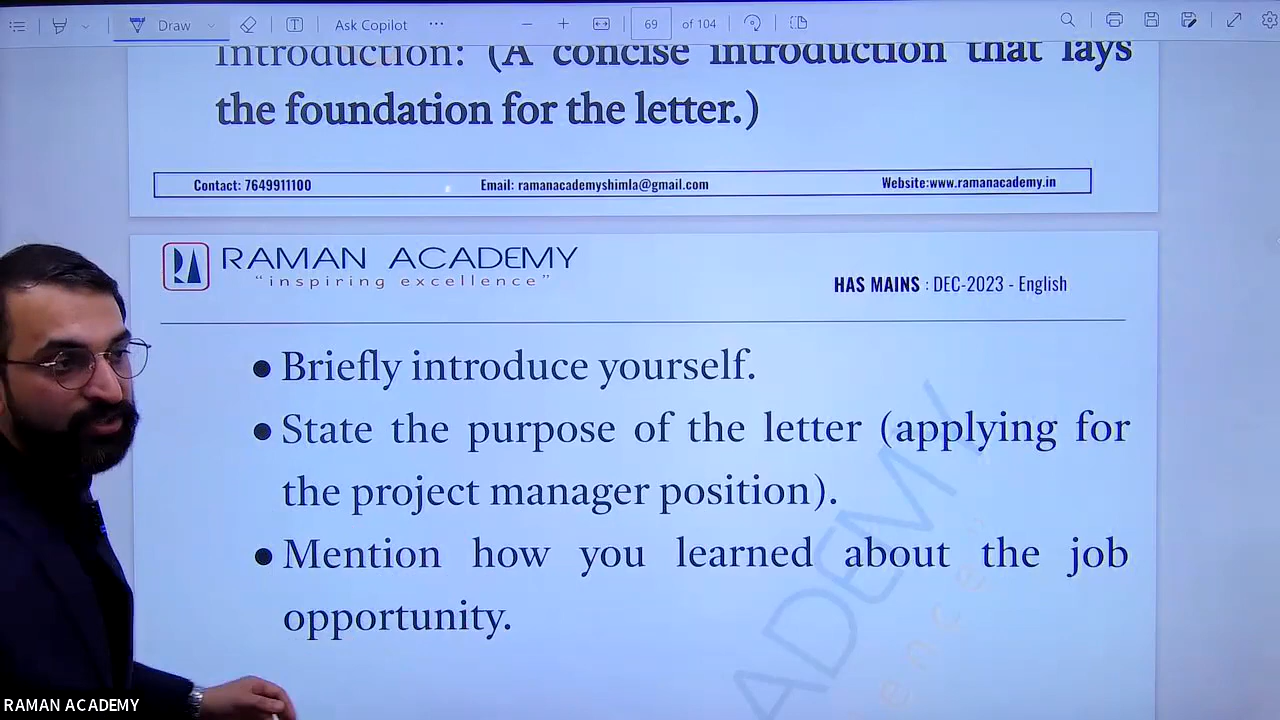 Draw
Ask Copilot
69 of 104
Introduction: (A concise introduction that lays
the foundation for the letter.)
Contact: 7649911100 Email: ramanacademyshimla@gmail.com Website:www.ramanacademy.in
RAMAN ACADEMY
"inspiring excellence"
HAS MAINS : DEC-2023 - English
• Briefly introduce yourself.
• State the purpose of the letter (applying for
the project manager position).
• Mention how you learned about the job
opportunity.
RAMAN ACADEMY